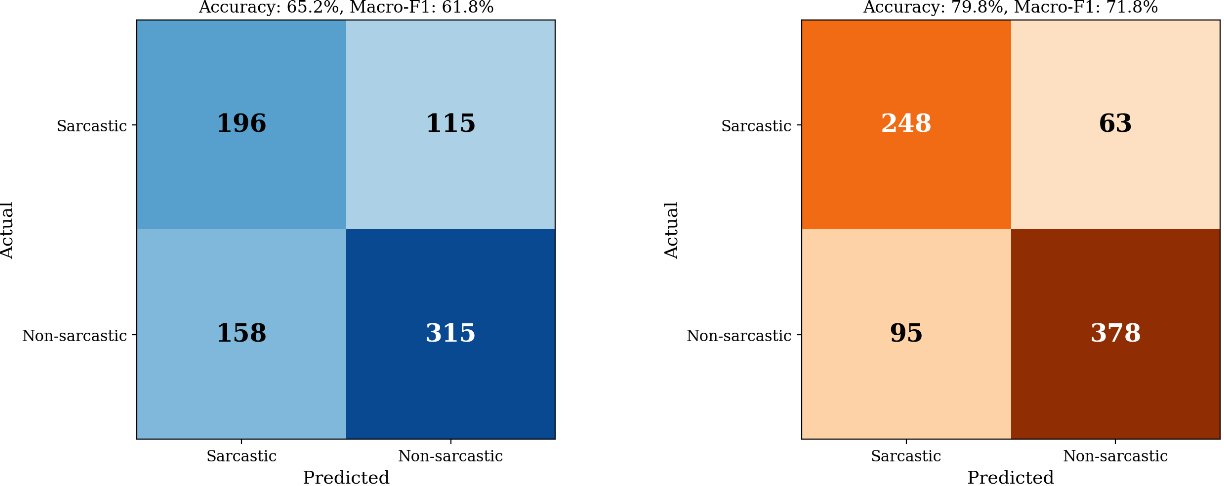 Accuracy: 65.2%, Macro-F1: 61.8%
Actual
Sarcastic
196 115
Non-sarcastic
158 315
Sarcastic Non-sarcastic
Predicted
Accuracy: 79.8%, Macro-F1: 71.8%
Actual
Sarcastic
248 63
Non-sarcastic
95 378
Sarcastic Non-sarcastic
Predicted